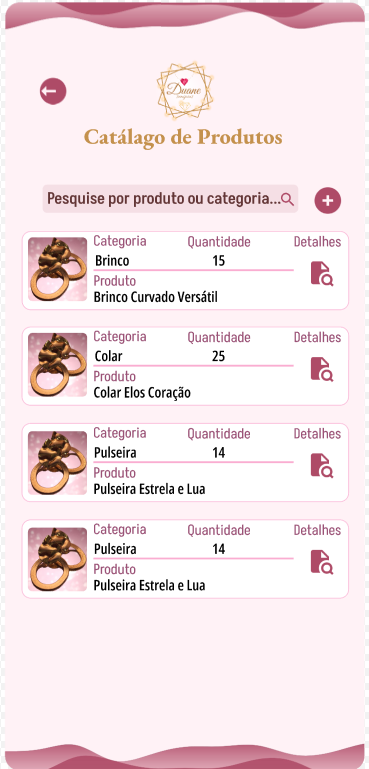 Duane
Catálago de Produtos
Pesquise por produto ou categoria...
Categoria Quantidade Detalhes
Brinco 15
Produto
Brinco Curvado Versátil
Categoria Quantidade Detalhes
Colar 25
Produto
Colar Elos Coração
Categoria Quantidade Detalhes
Pulseira 14
Produto
Pulseira Estrela e Lua
Categoria Quantidade Detalhes
Pulseira 14
Produto
Pulseira Estrela e Lua